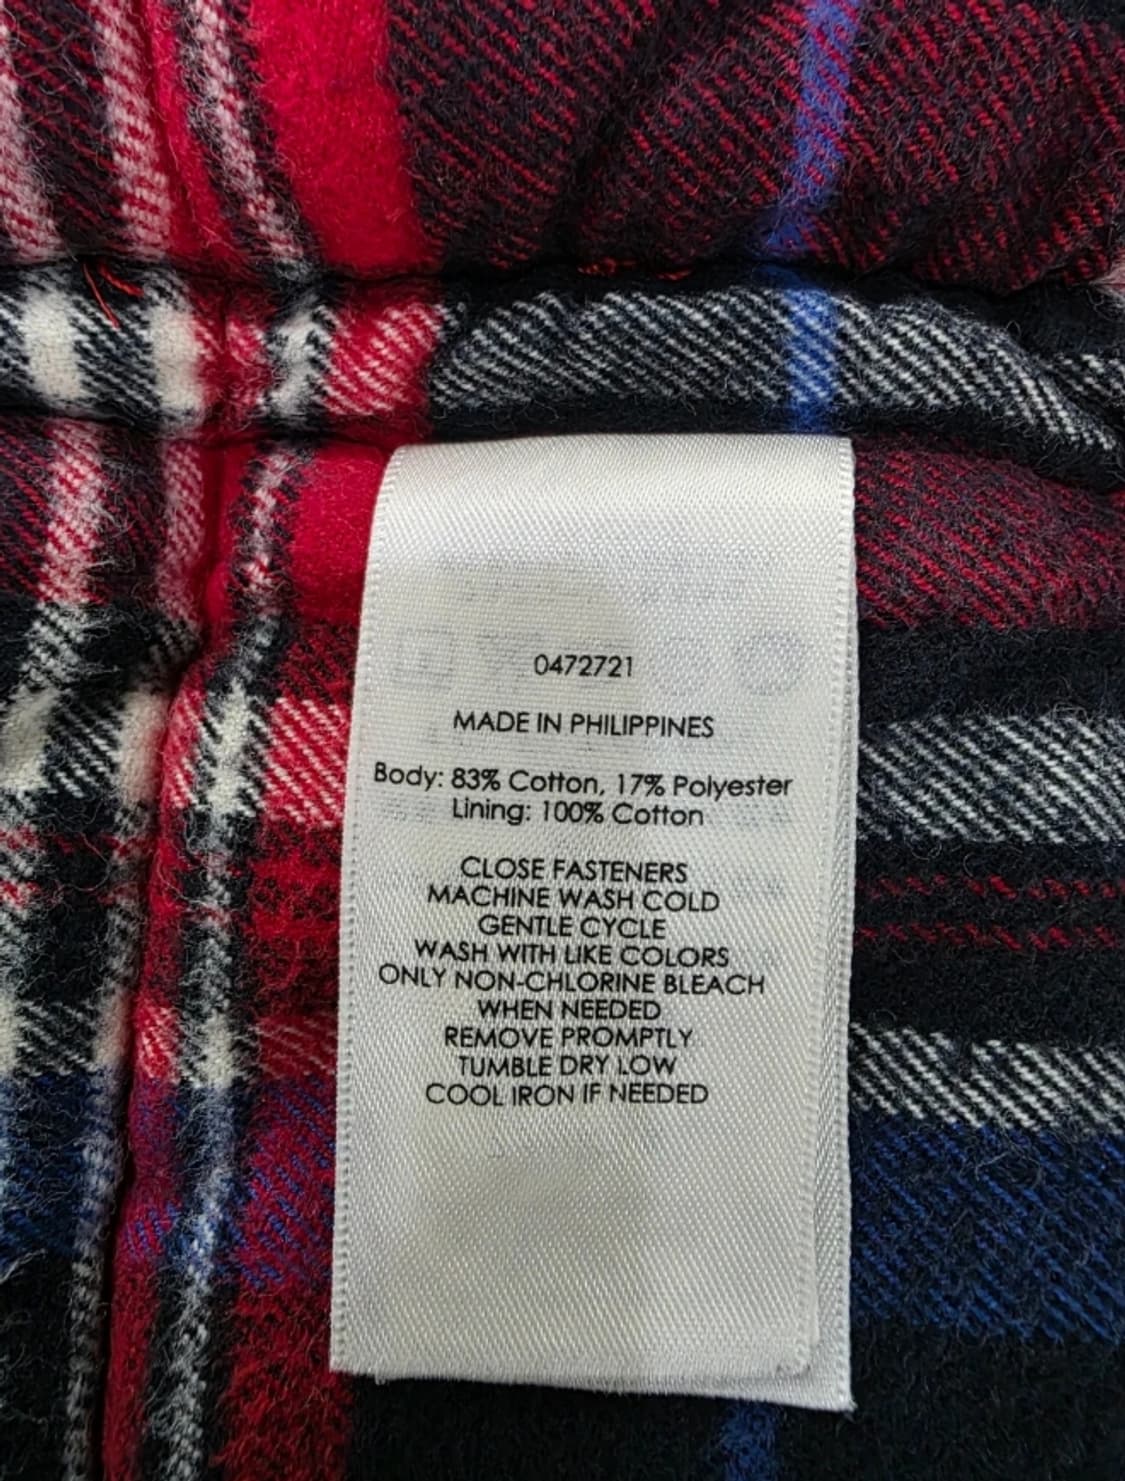 0472721
MADE IN PHILIPPINES
Body: 83% Cotton, 17% Polyester
Lining: 100% Cotton
CLOSE FASTENERS
MACHINE WASH COLD
GENTLE CYCLE
WASH WITH LIKE COLORS
ONLY NON-CHLORINE BLEACH
WHEN NEEDED
REMOVE PROMPTLY
TUMBLE DRY LOW
COOL IRON IF NEEDED